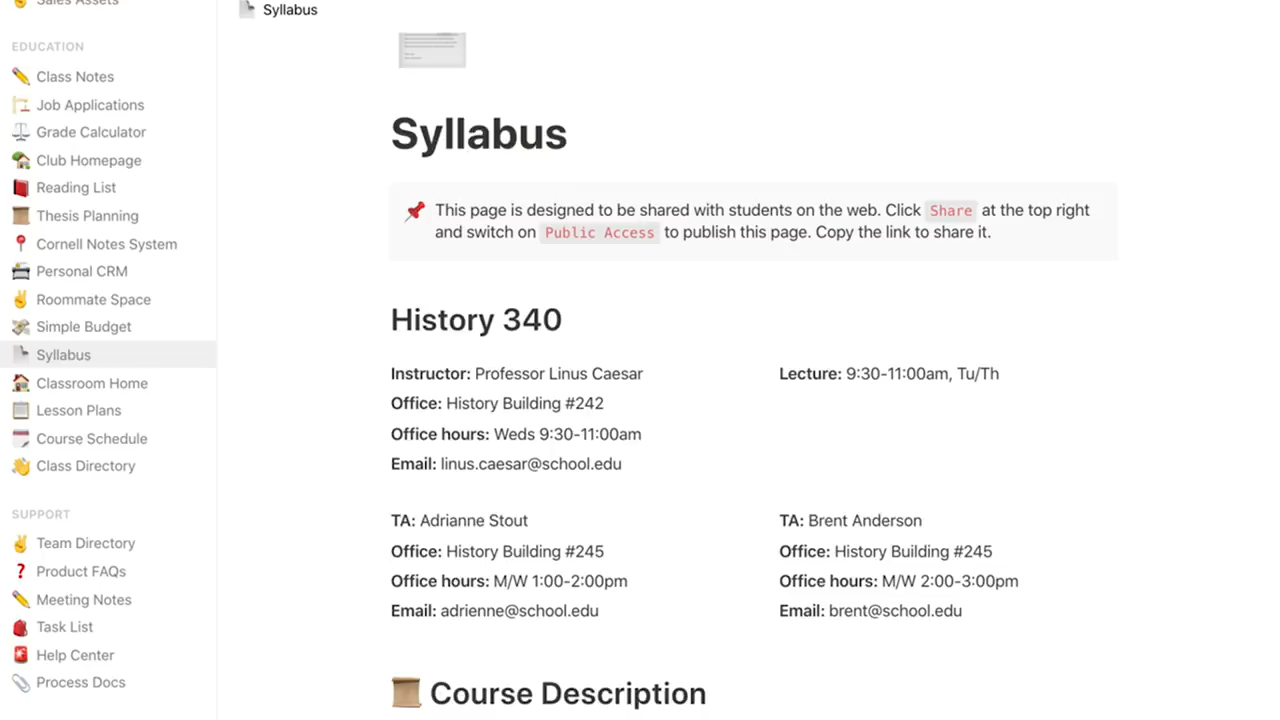 Sales Assets
EDUCATION
Class Notes
Job Applications
Grade Calculator
Club Homepage
Reading List
Thesis Planning
Cornell Notes System
Personal CRM
Roommate Space
Simple Budget
Syllabus
Classroom Home
Lesson Plans
Course Schedule
Class Directory
SUPPORT
Team Directory
Product FAQs
Meeting Notes
Task List
Help Center
Process Docs
Syllabus
Syllabus
This page is designed to be shared with students on the web. Click Share at the top right
and switch on Public Access to publish this page. Copy the link to share it.
History 340
Instructor: Professor Linus Caesar
Office: History Building #242
Office hours: Weds 9:30-11:00am
Email: linus.caesar@school.edu
Lecture: 9:30-11:00am, Tu/Th
TA: Adrianne Stout
Office: History Building #245
Office hours: M/W 1:00-2:00pm
Email: adrienne@school.edu
TA: Brent Anderson
Office: History Building #245
Office hours: M/W 2:00-3:00pm
Email: brent@school.edu
Course Description